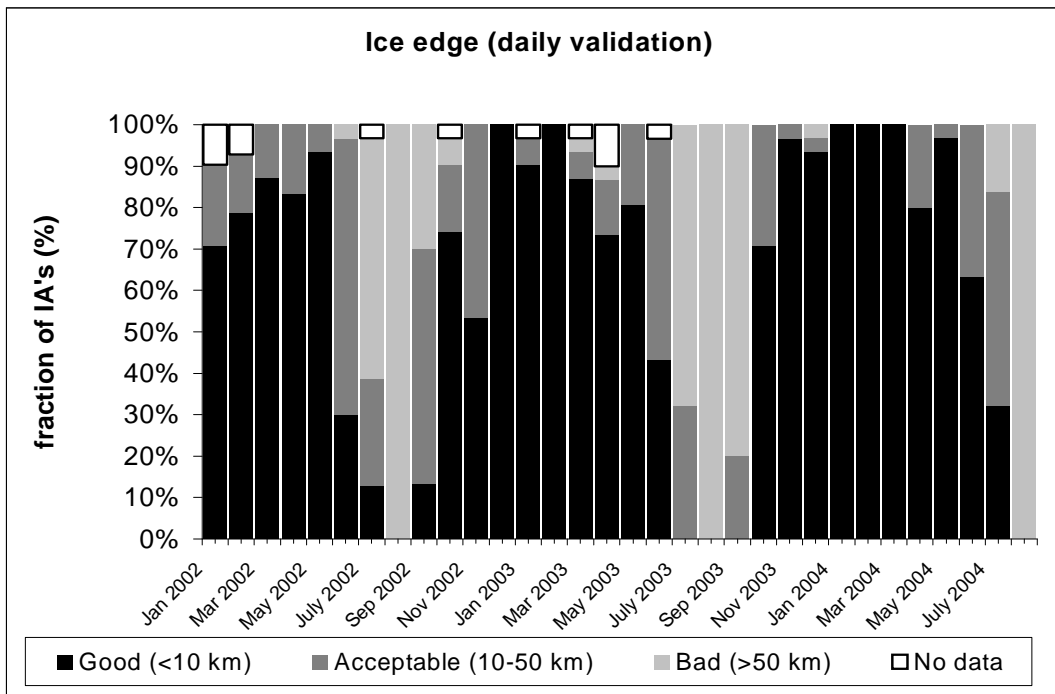 Ice edge (daily validation)
fraction of IA's (%)
100%
90%
80%
70%
60%
50%
40%
30%
20%
10%
0%
Jan 2002
Mar 2002
May 2002
July 2002
Sep 2002
Nov 2002
Jan 2003
Mar 2003
May 2003
July 2003
Sep 2003
Nov 2003
Jan 2004
Mar 2004
May 2004
July 2004
Good (<10 km) Acceptable (10-50 km) Bad (>50 km) No data